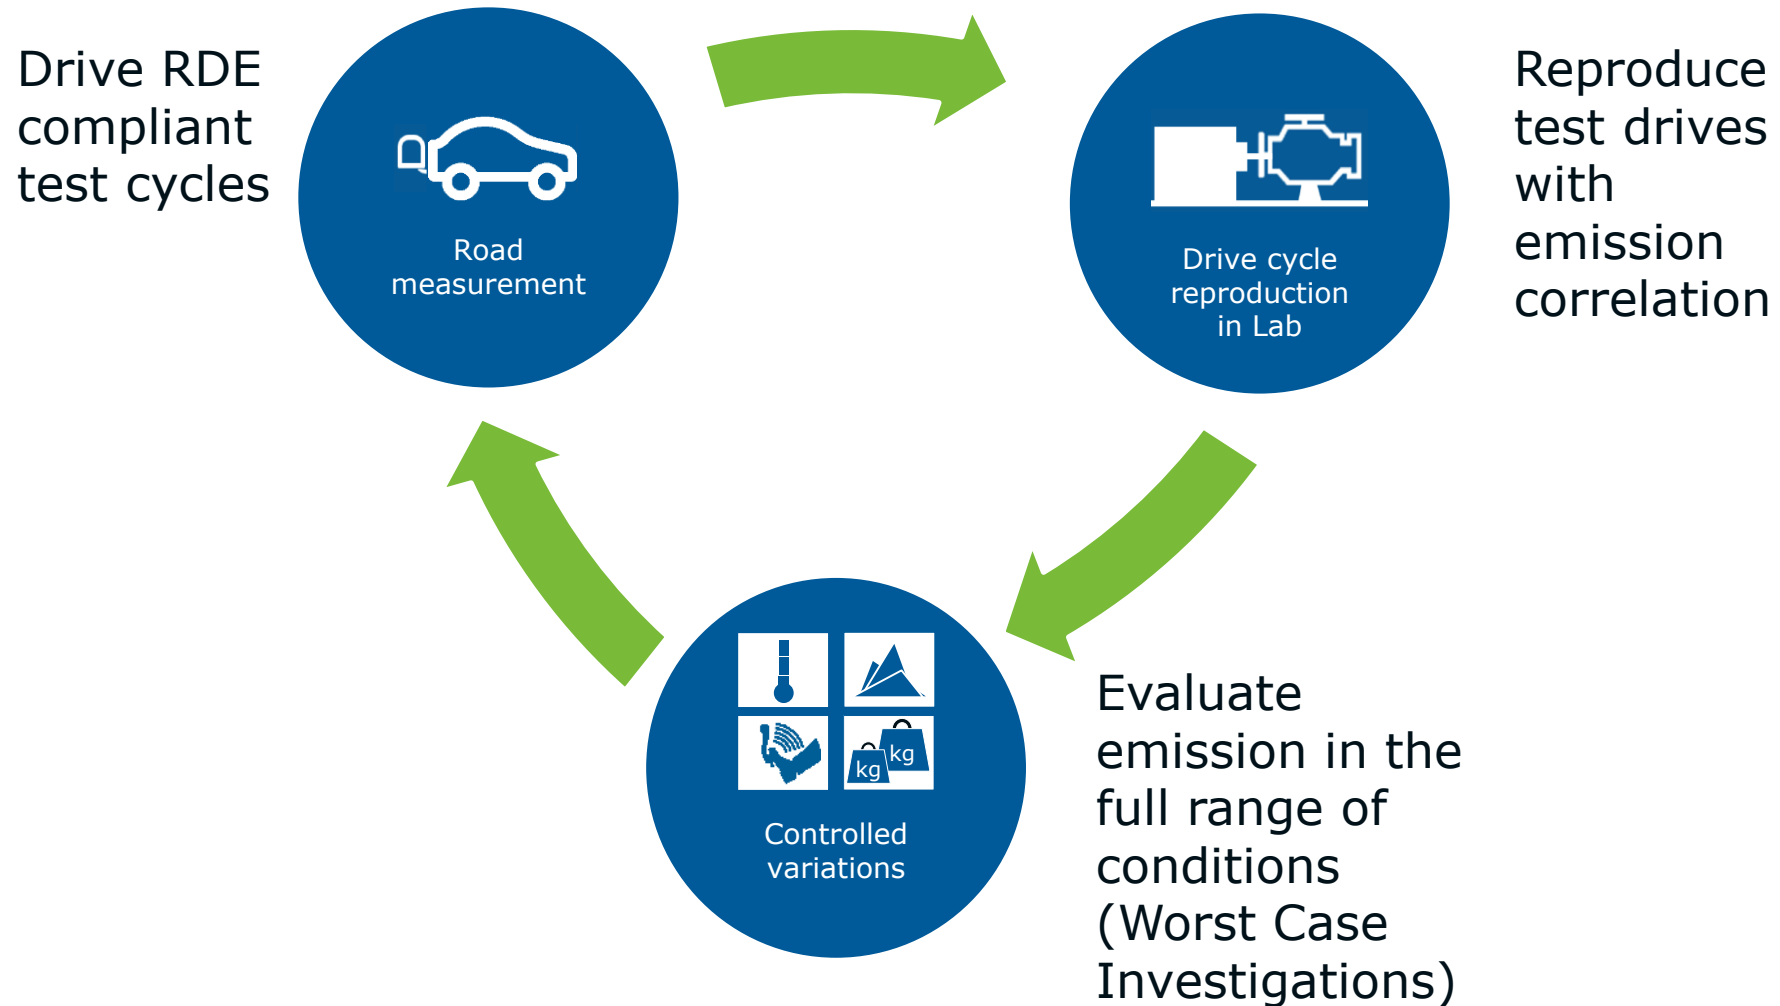 Drive RDE
compliant
test cycles
Road
measurement
Drive cycle
reproduction
in Lab
Reproduce
test drives
with
emission
correlation
kg
kg
Controlled
variations
Evaluate
emission in the
full range of
conditions
(Worst Case
Investigations)